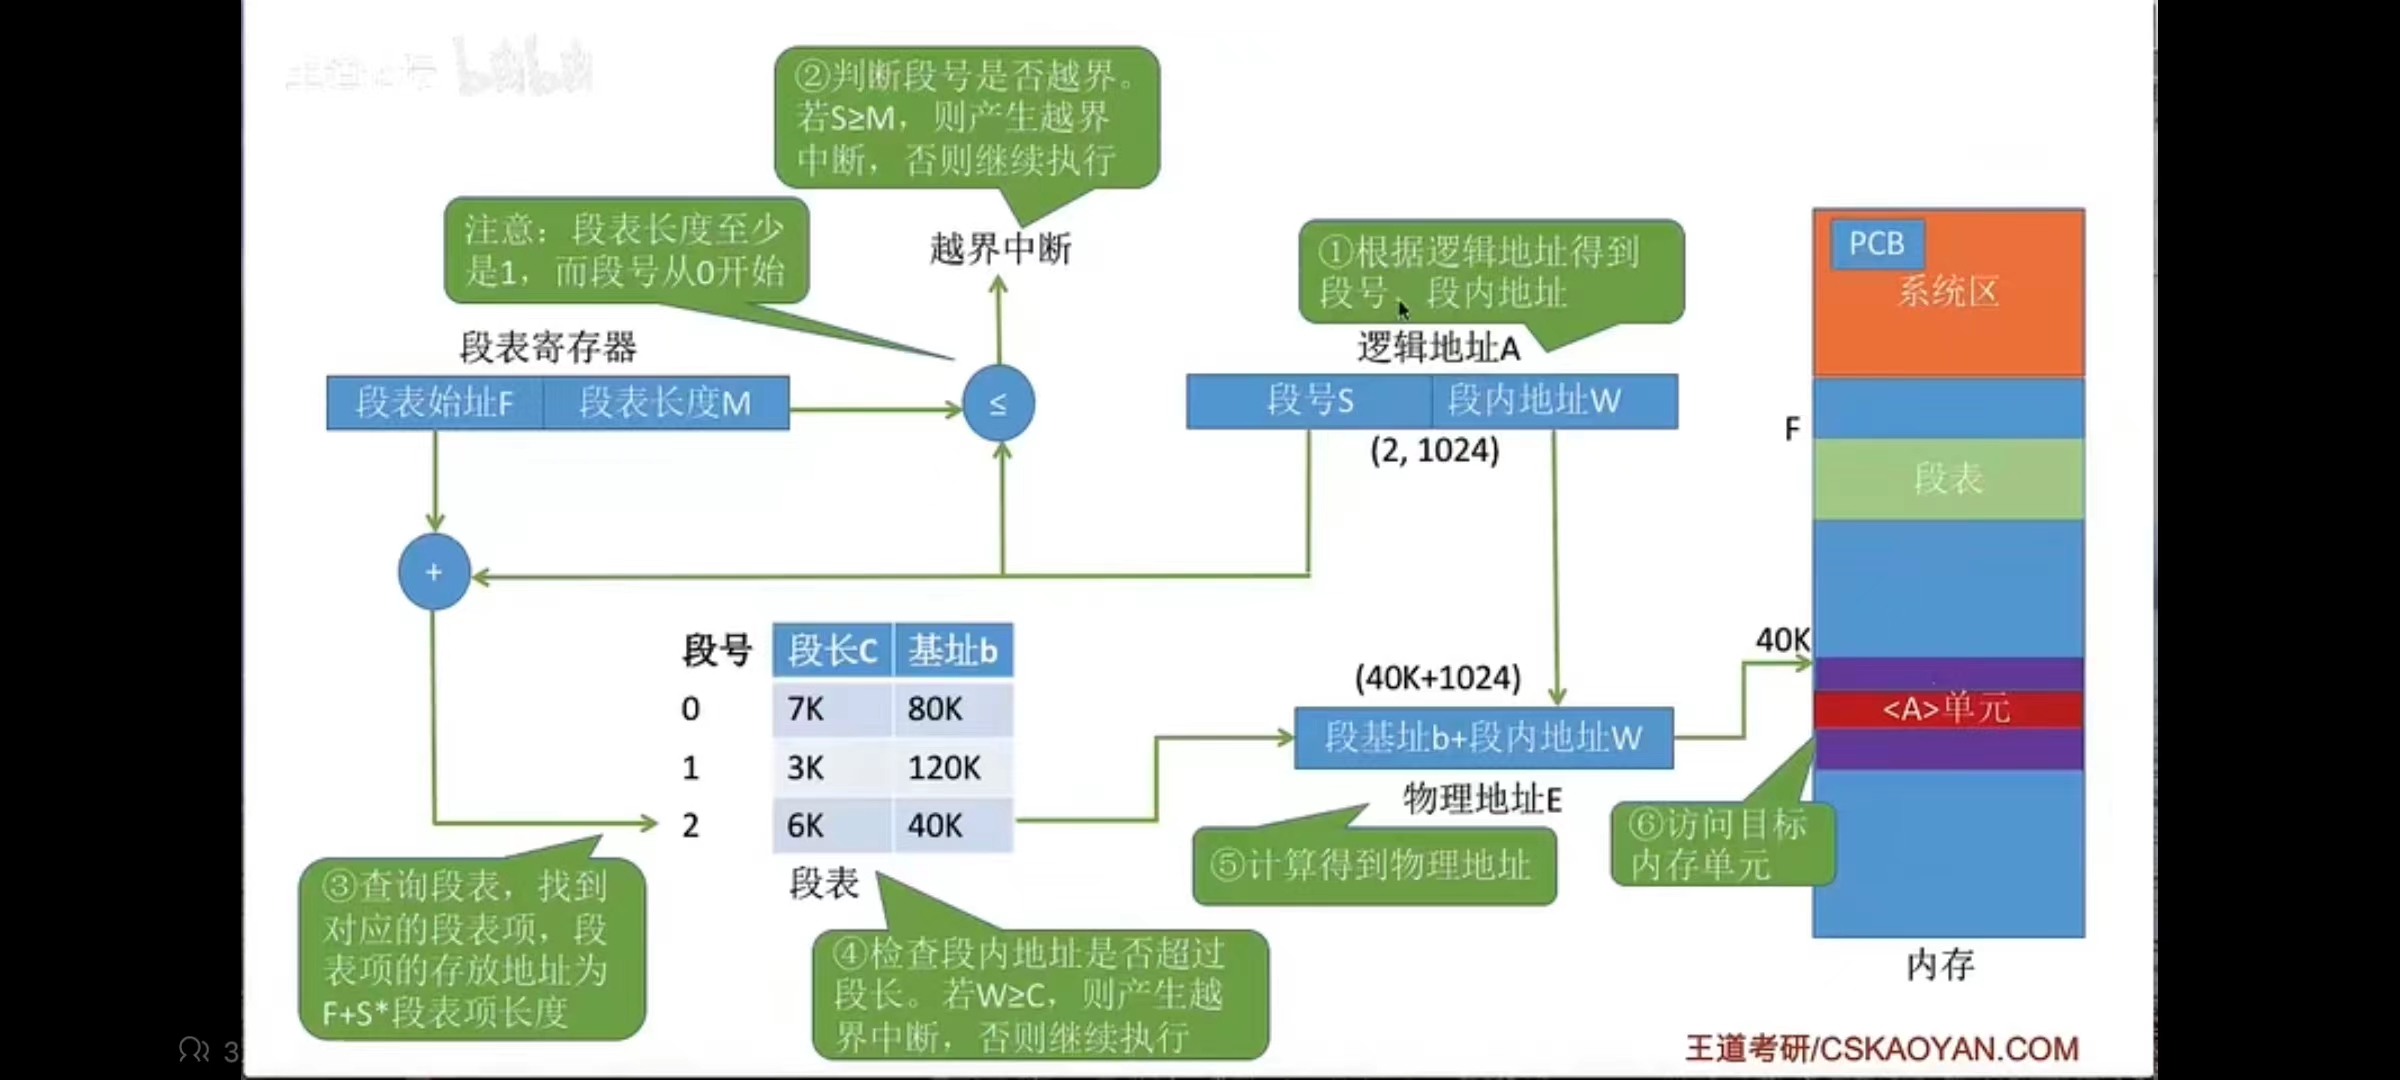 ②判断段号是否越界。
若S≥M，则产生越界
中断，否则继续执行
注意：段表长度至少
是1，而段号从0开始
越界中断
①根据逻辑地址得到
段号、段内地址
PCB
系统区
段表寄存器
逻辑地址A
段表始址F
段表长度M
≤
段号S
段内地址W
(2, 1024)
F
段表
+
段号
段长C
基址b
0
7K
80K
1
3K
120K
2
6K
40K
段表
(40K+1024)
段基址b+段内地址W
物理地址E
40K
<A>单元
③查询段表，找到
对应的段表项，段
表项的存放地址为
F+S*段表项长度
④检查段内地址是否超过
段长。若W≥C，则产生越
界中断，否则继续执行
⑤计算得到物理地址
⑥访问目标
内存单元
内存
王道考研/CSKAOYAN.COM
3